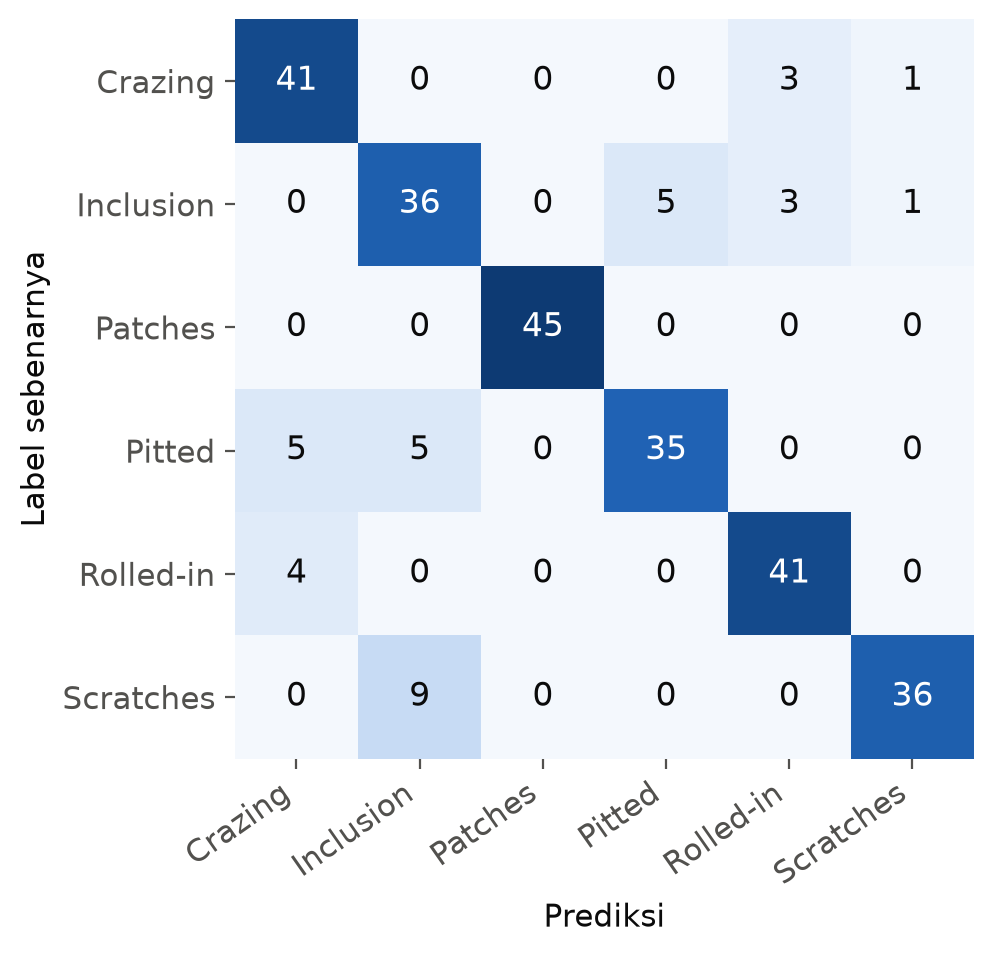 Crazing 41 0 0 0 3 1
Inclusion 0 36 0 5 3 1
Patches 0 0 45 0 0 0
Pitted 5 5 0 35 0 0
Rolled-in 4 0 0 0 41 0
Scratches 0 9 0 0 0 36
Label sebenarnya
Crazing Inclusion Patches Pitted Rolled-in Scratches
Prediksi